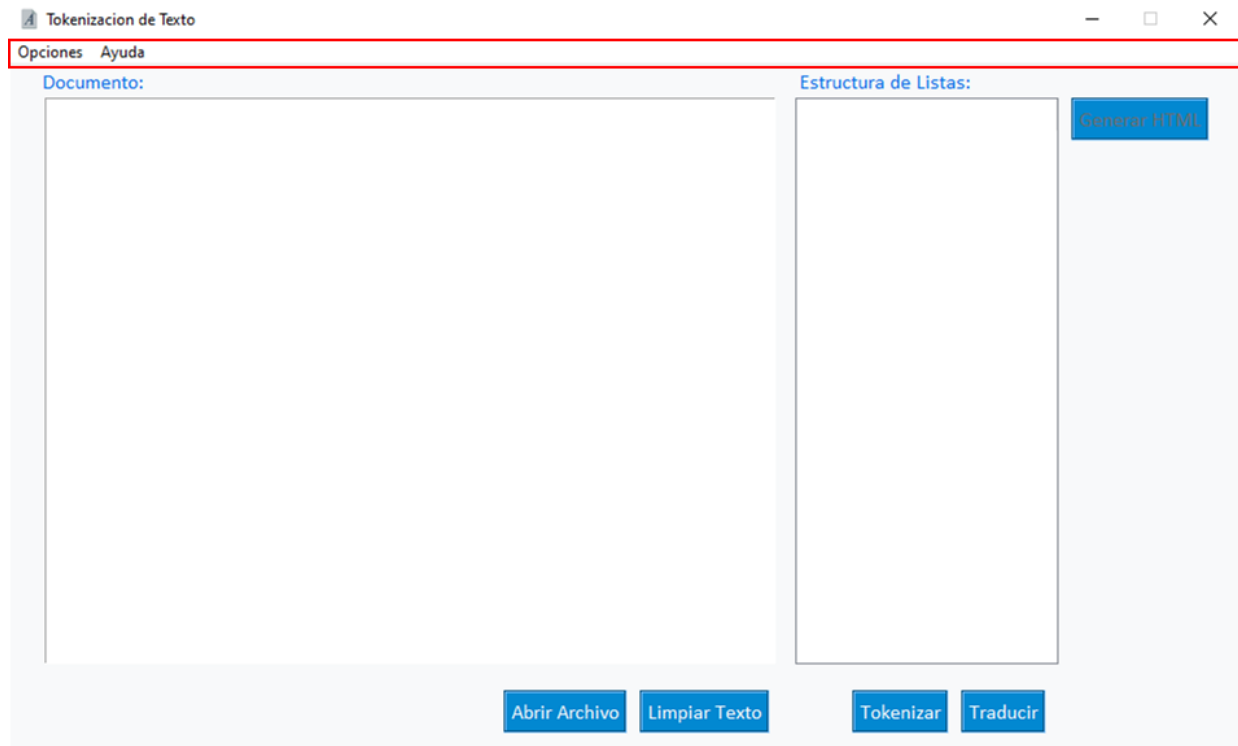 Tokenizacion de Texto
Opciones Ayuda
Documento:
Estructura de Listas:
Generar HTML
Abrir Archivo
Limpiar Texto
Tokenizar
Traducir